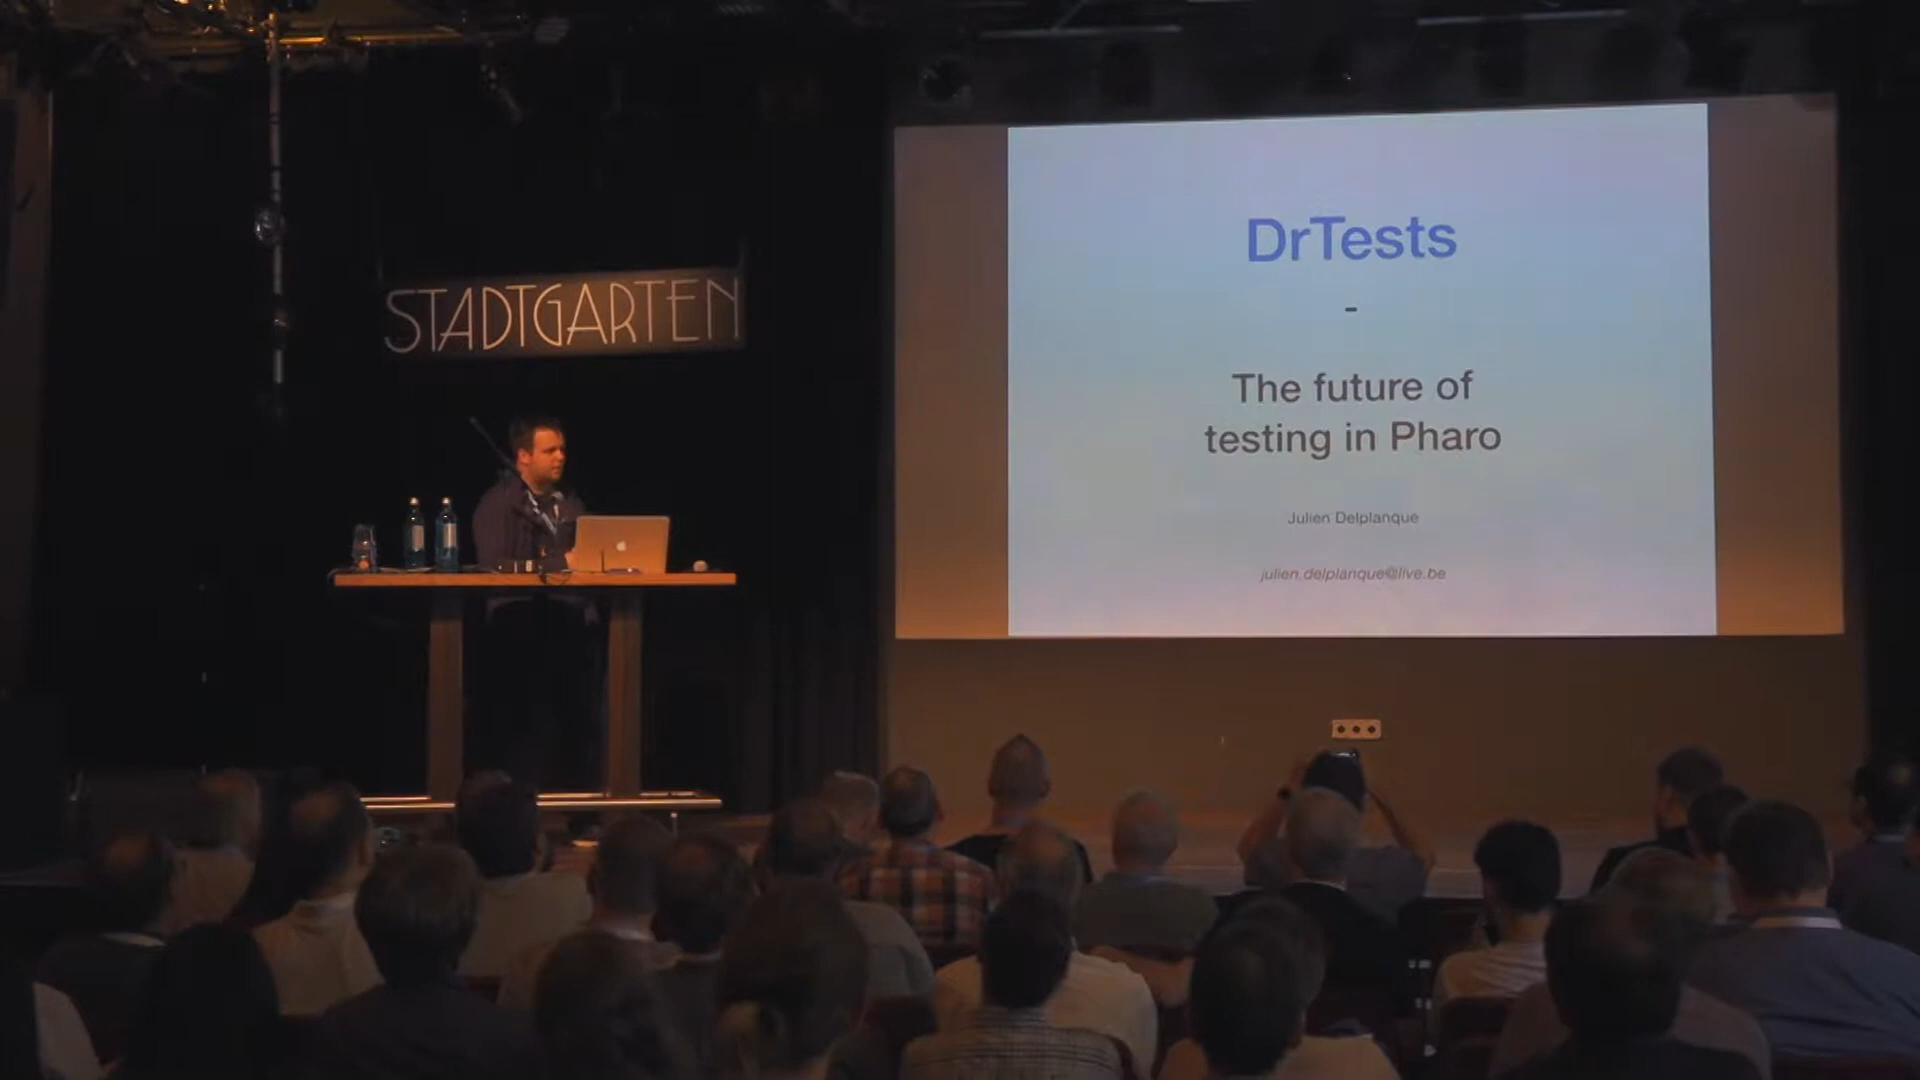 STADTGARTEN
DrTests
-
The future of
testing in Pharo
Julien Delplanque
julien.delplanque@live.be